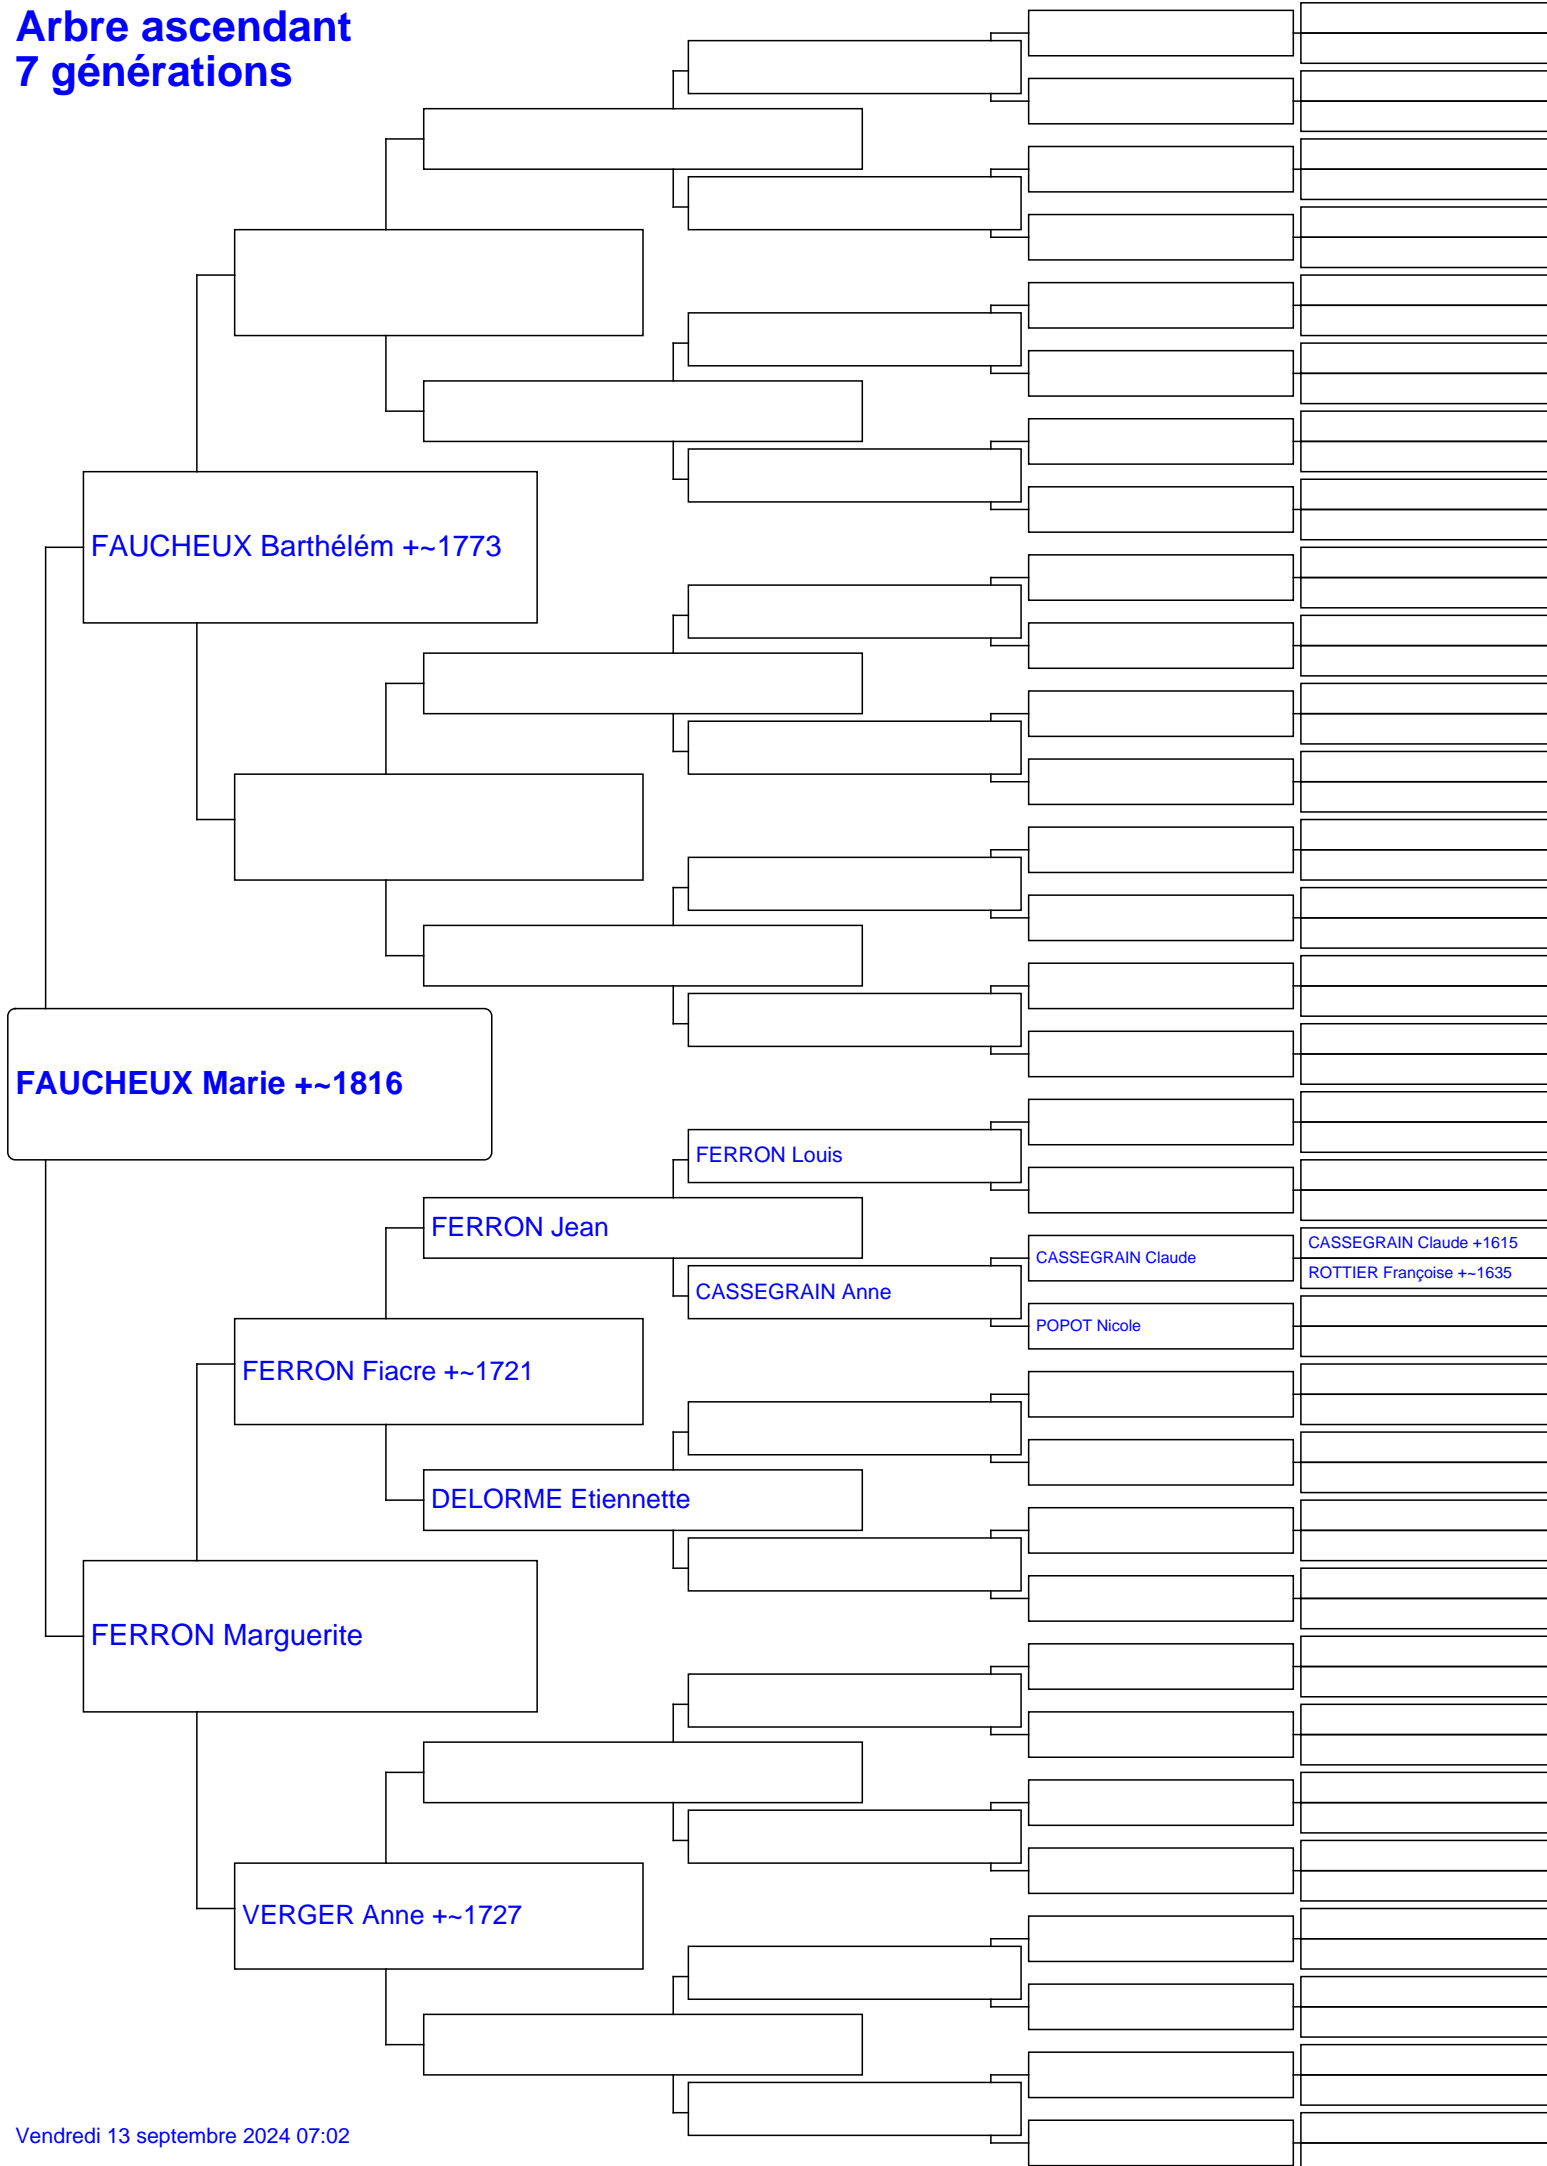 Arbre ascendant
7 générations
FAUCHEUX Barthélém +~1773
FAUCHEUX Marie +~1816
FERRON Louis
FERRON Jean
CASSEGRAIN Claude +1615
CASSEGRAIN Claude
ROTTIER Françoise +~1635
CASSEGRAIN Anne
POPOT Nicole
FERRON Fiacre +~1721
DELORME Etiennette
FERRON Marguerite
VERGER Anne +~1727
Vendredi 13 septembre 2024 07:02